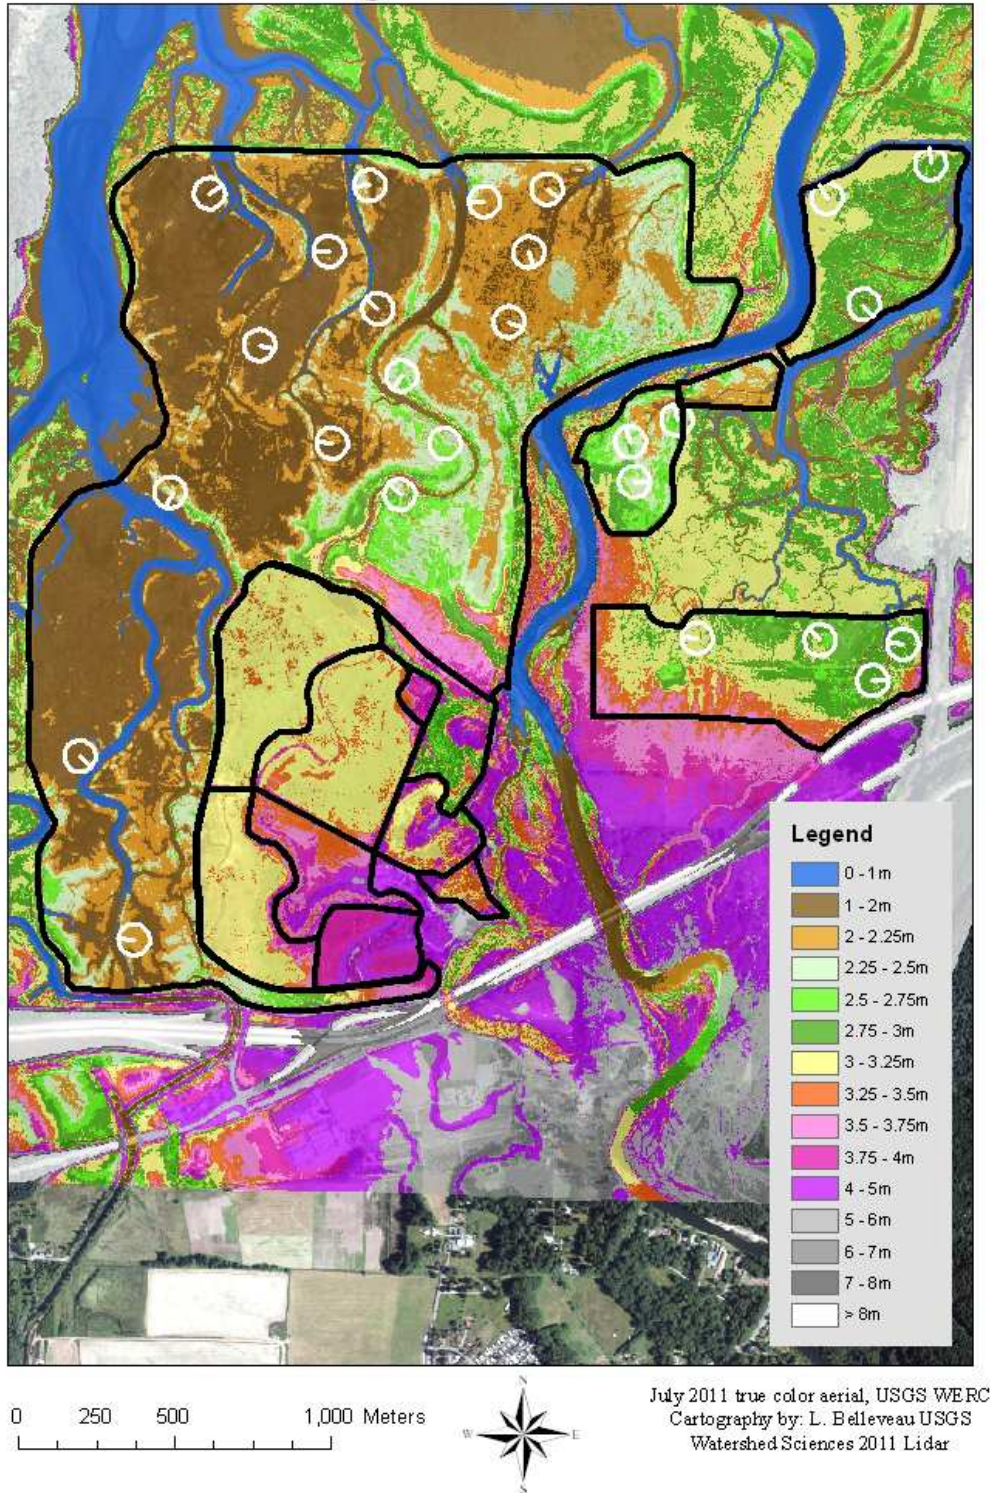 Legend
0 - 1m
1 - 2m
2 - 2.25m
2.25 - 2.5m
2.5 - 2.75m
2.75 - 3m
3 - 3.25m
3.25 - 3.5m
3.5 - 3.75m
3.75 - 4m
4 - 5m
5 - 6m
6 - 7m
7 - 8m
> 8m
0 250 500 1,000 Meters
N
W E
S
July 2011 true color aerial, USGS WERC
Cartography by: L. Belleveau USGS
Watershed Sciences 2011 Lidar